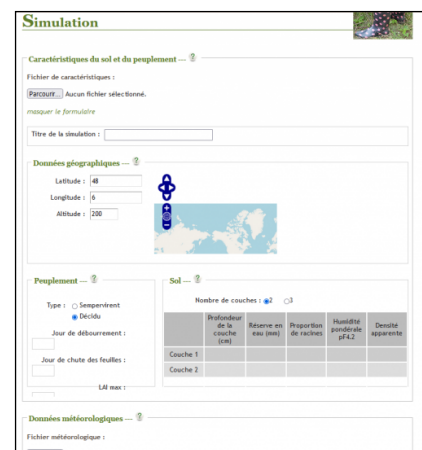 Simulation
Caractéristiques du sol et du peuplement —
Fichier de caractéristiques :
Parcourir... Aucun fichier sélectionné.
masquer le formulaire
Titre de la simulation :
Données géographiques —
Latitude : 48
Longitude : 6
Altitude : 200
Peuplement —
Type : Sempervirent
Décidu
Jour de débourrement :
Jour de chute des feuilles :
LAI max :
Sol —
Nombre de couches : 2 3
Profondeur de la couche (cm) Réserve en eau (mm) Proportion de racines Humidité pondérale pF4.2 Densité apparente
Couche 1
Couche 2
Données météorologiques —
Fichier météorologique :